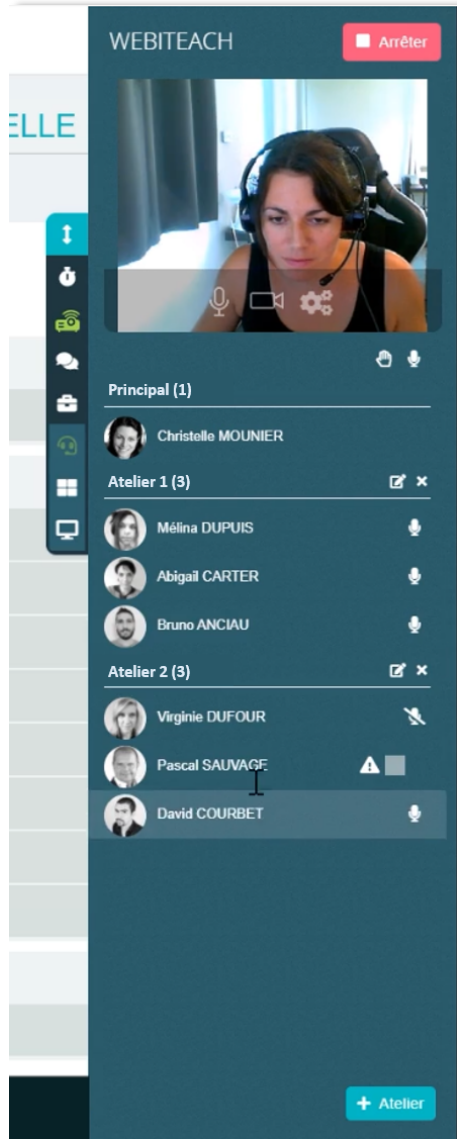 WEBITEACH
Arrêter
ELLE
Principal (1)
Christelle MOUNIER
Atelier 1 (3)
Mélina DUPUIS
Abigail CARTER
Bruno ANCIAU
Atelier 2 (3)
Virginie DUFOUR
Pascal SAUVAGE
David COURBET
+ Atelier